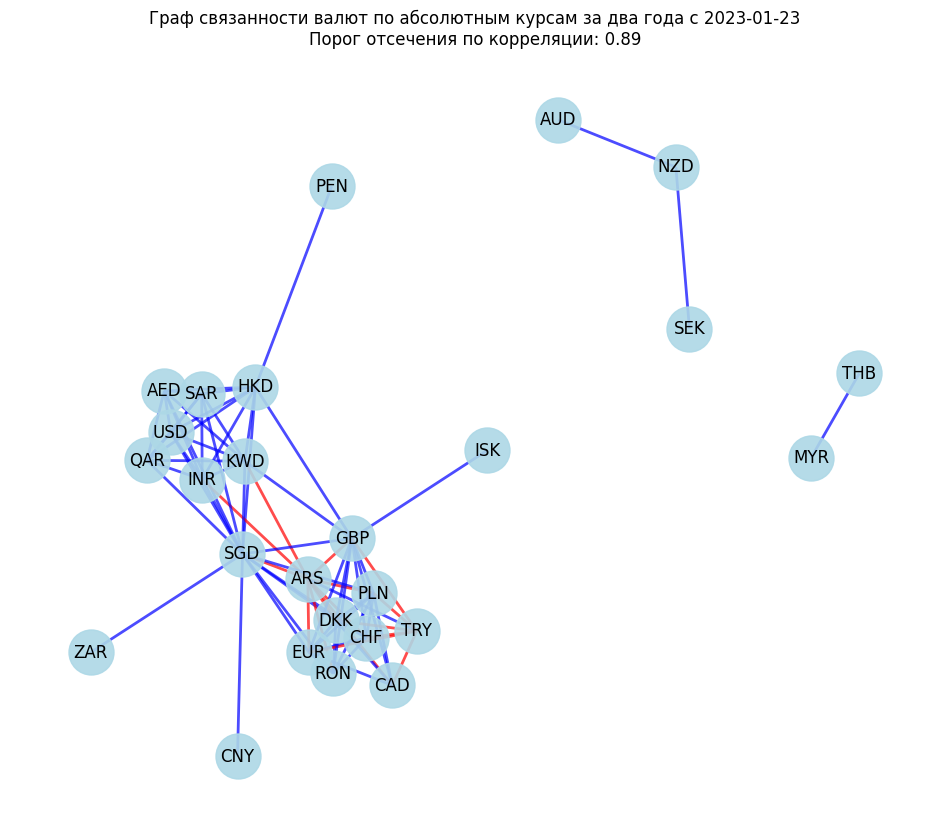 Граф связанности валют по абсолютным курсам за два года с 2023-01-23
Порог отсечения по корреляции: 0.89
AUD
NZD
PEN
SEK
THB
AED
SAR
HKD
USD
ISK
MYR
QAR
KWD
INR
GBP
SGD
ARS
PLN
DKK
TRY
CHF
ZAR
EUR
RON
CAD
CNY